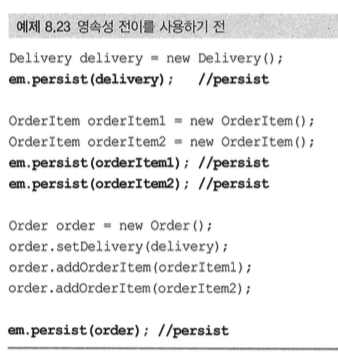 예제 8.23 영속성 전이를 사용하기 전
Delivery delivery = new Delivery();
em.persist(delivery);   //persist
OrderItem orderItem1 = new OrderItem();
OrderItem orderItem2 = new OrderItem();
em.persist(orderItem1); //persist
em.persist(orderItem2); //persist
Order order = new Order();
order.setDelivery(delivery);
order.addOrderItem(orderItem1);
order.addOrderItem(orderItem2);
em.persist(order); //persist